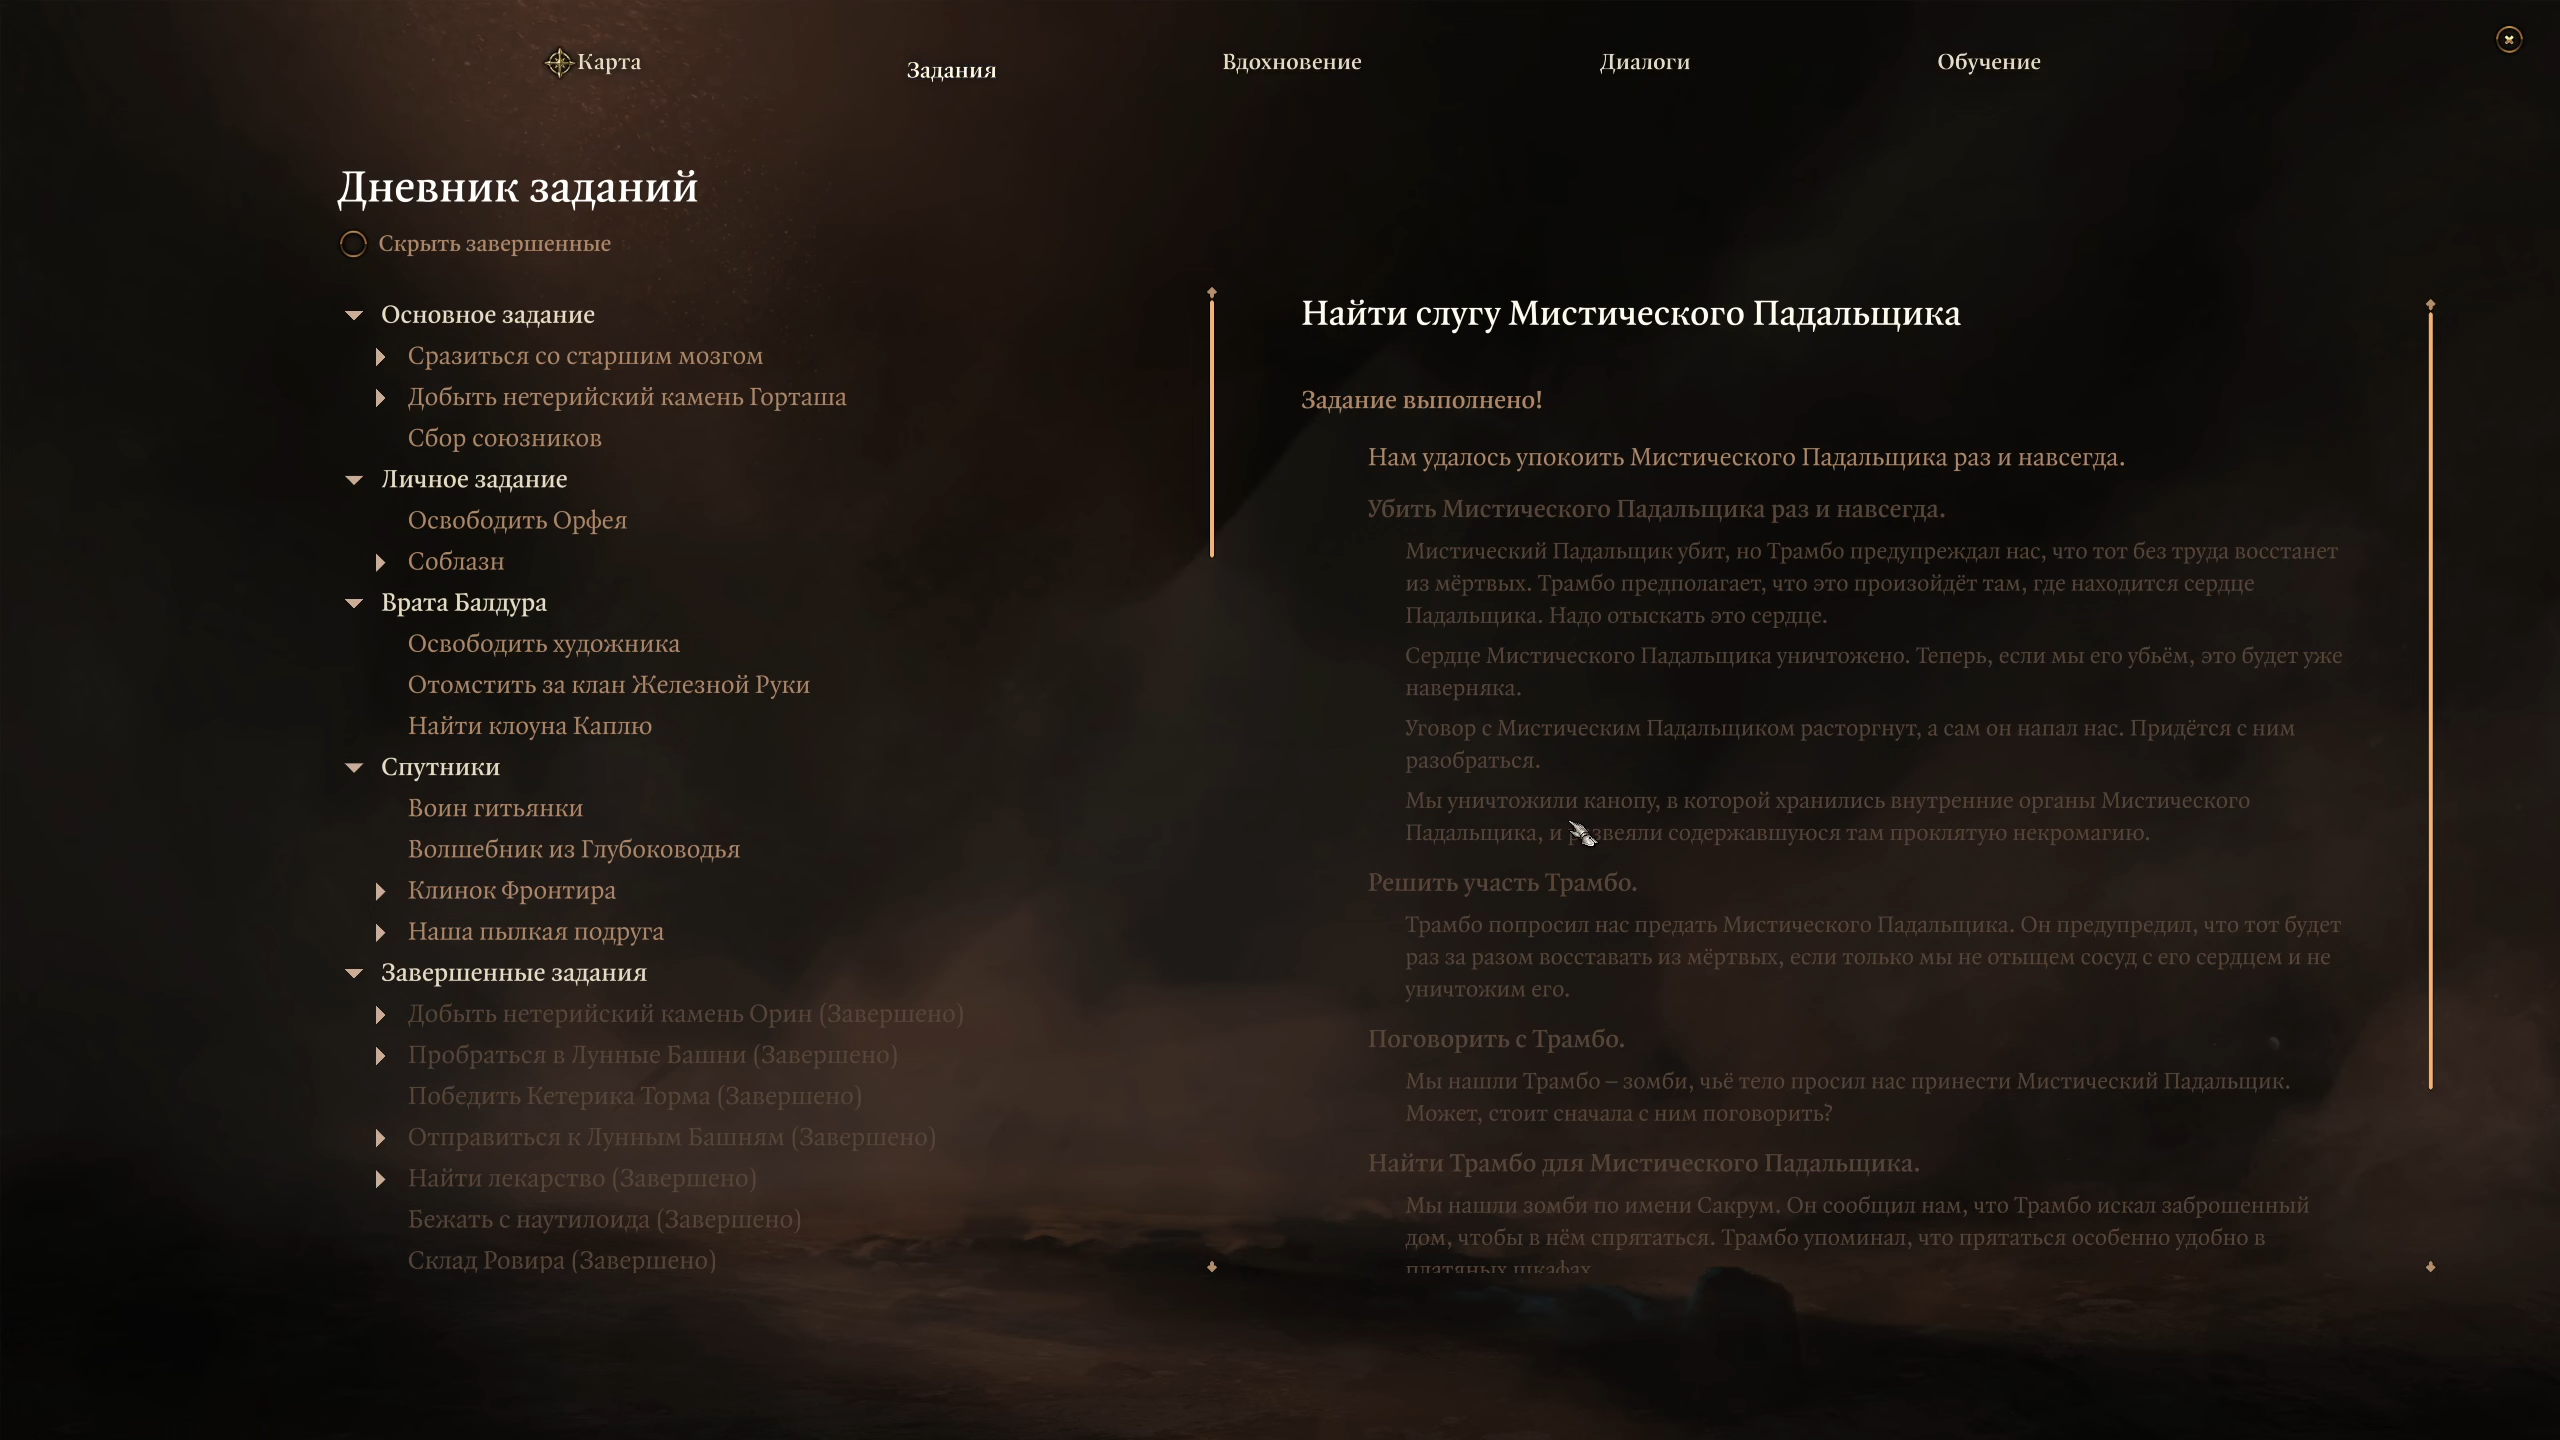 Карта
Задания
Вдохновение
Диалоги
Обучение
Дневник заданий
Скрыть завершенные
Основное задание
Сразиться со старшим мозгом
Добыть нетерийский камень Горташа
Сбор союзников
Личное задание
Освободить Орфея
Соблазн
Врата Балдура
Освободить художника
Отомстить за клан Железной Руки
Найти клоуна Каплю
Спутники
Воин гитьянки
Волшебник из Глубоководья
Клинок Фронтира
Наша пылкая подруга
Завершенные задания
Добыть нетерийский камень Орин (Завершено)
Пробраться в Лунные Башни (Завершено)
Победить Кетерика Торма (Завершено)
Отправиться к Лунным Башням (Завершено)
Найти лекарство (Завершено)
Бежать с наутилоида (Завершено)
Склад Ровира (Завершено)
Найти слугу Мистического Падальщика
Задание выполнено!
Нам удалось упокоить Мистического Падальщика раз и навсегда.
Убить Мистического Падальщика раз и навсегда.
Мистический Падальщик убит, но Трамбо предупреждал нас, что тот без труда восстанет
из мёртвых. Трамбо предполагает, что это произойдёт там, где находится сердце
Падальщика. Надо отыскать это сердце.
Сердце Мистического Падальщика уничтожено. Теперь, если мы его убьём, это будет уже
наверняка.
Уговор с Мистическим Падальщиком расторгнут, а сам он напал нас. Придётся с ним
разобраться.
Мы уничтожили канопу, в которой хранились внутренние органы Мистического
Падальщика, и развеяли содержавшуюся там проклятую некромагию.
Решить участь Трамбо.
Трамбо попросил нас предать Мистического Падальщика. Он предупредил, что тот будет
раз за разом восставать из мёртвых, если только мы не отыщем сосуд с его сердцем и не
уничтожим его.
Поговорить с Трамбо.
Мы нашли Трамбо – зомби, чьё тело просил нас принести Мистический Падальщик.
Может, стоит сначала с ним поговорить?
Найти Трамбо для Мистического Падальщика.
Мы нашли зомби по имени Сакрум. Он сообщил нам, что Трамбо искал заброшенный
дом, чтобы в нём спрятаться. Трамбо упоминал, что прятаться особенно удобно в
платяных шкафах